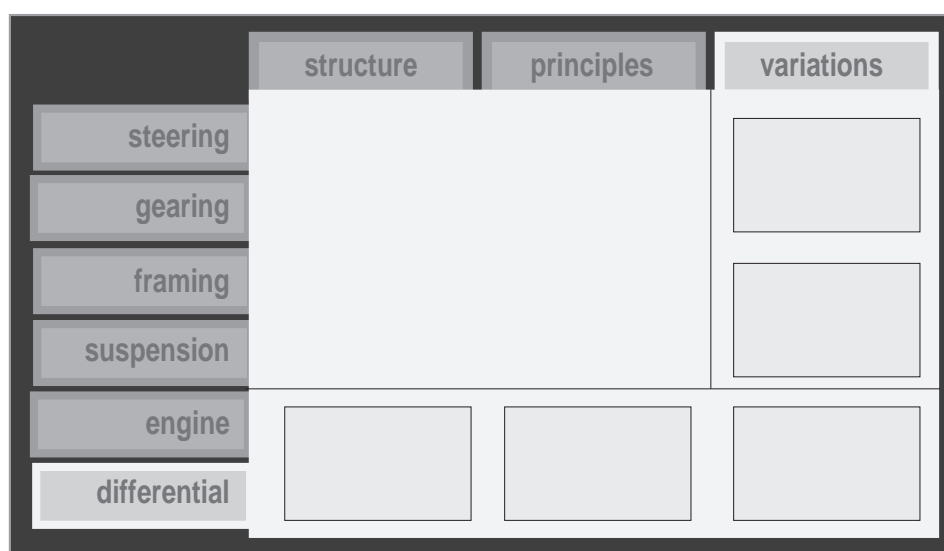 structure principles variations
steering
gearing
framing
suspension
engine
differential